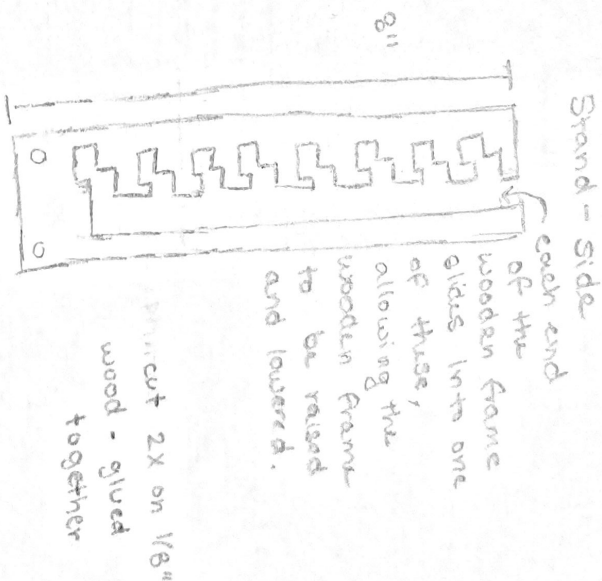 Stand - Side
8"
each end
of the
wooden frame
slides into one
of these,
allowing the
wooden frame
to be raised
and lowered.
cut 2X on 1/8"
wood - glued
together